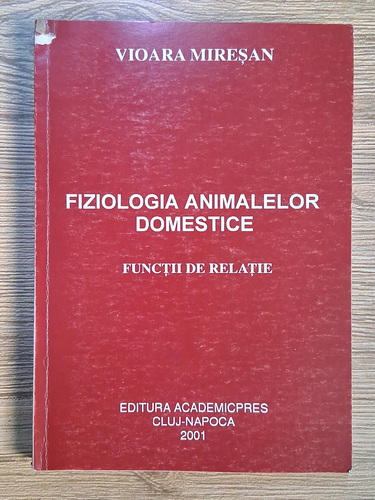 VIOARA MIREȘAN
FIZIOLOGIA ANIMALELOR
DOMESTICE
FUNCȚII DE RELAȚIE
EDITURA ACADEMICPRES
CLUJ-NAPOCA
2001